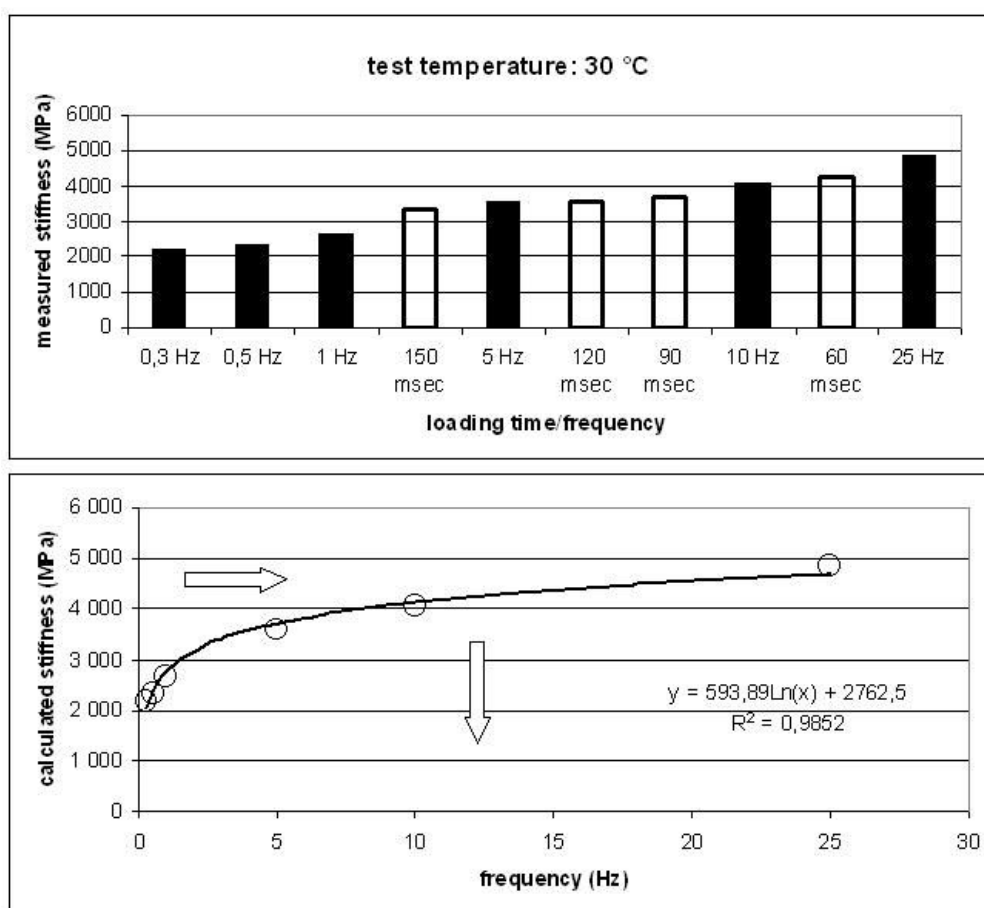 test temperature: 30 °C
measured stiffness (MPa)
6000
5000
4000
3000
2000
1000
0
0,3 Hz 0,5 Hz 1 Hz 150 5 Hz 120 90 10 Hz 60 25 Hz
msec msec msec msec
loading time/frequency
calculated stiffness (MPa)
6 000
5 000
4 000
3 000
2 000
1 000
0
y = 593,89Ln(x) + 2762,5
R² = 0,9852
0 5 10 15 20 25 30
frequency (Hz)